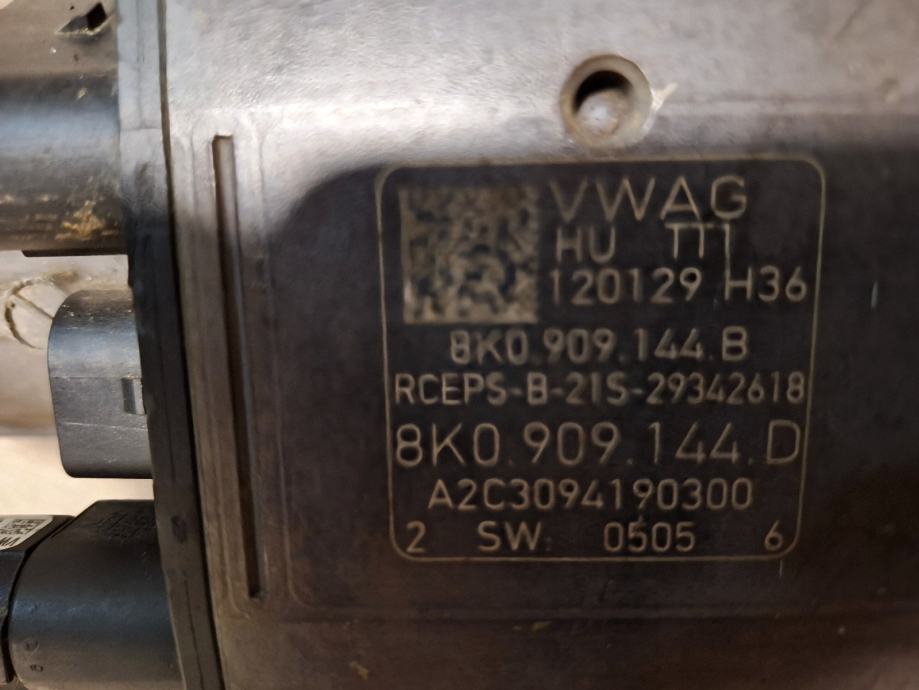 VWAG
HU TT1
120129 H36
8K0.909.144.B
RCEPS-B-21S-29342618
8K0.909.144.D
A2C3094190300
2 SW: 0505 6